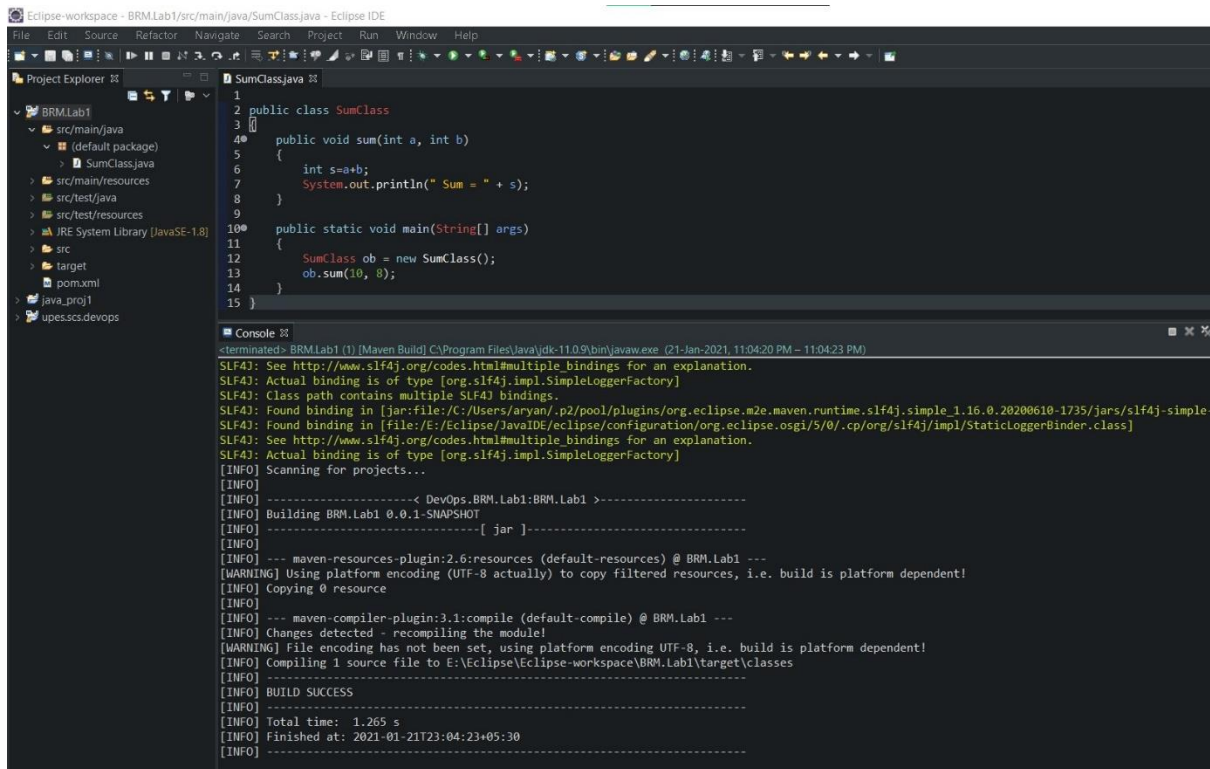 Eclipse-workspace - BRM.Lab1/src/main/java/SumClass.java - Eclipse IDE
File Edit Source Refactor Navigate Search Project Run Window Help
Project Explorer
BRM.Lab1
src/main/java
(default package)
SumClass.java
src/main/resources
src/test/java
src/test/resources
JRE System Library [JavaSE-1.8]
src
target
pom.xml
java_proj1
upes.scs.devops
SumClass.java
1
2 public class SumClass
3 {
4 public void sum(int a, int b)
5 {
6 int s=a+b;
7 System.out.println(" Sum = " + s);
8 }
9
10 public static void main(String[] args)
11 {
12 SumClass ob = new SumClass();
13 ob.sum(10, 8);
14 }
15 }
Console
<terminated> BRM.Lab1 (1) [Maven Build] C:\Program Files\Java\jdk-11.0.9\bin\javaw.exe (21-Jan-2021, 11:04:20 PM – 11:04:23 PM)
SLF4J: See http://www.slf4j.org/codes.html#multiple_bindings for an explanation.
SLF4J: Actual binding is of type [org.slf4j.impl.SimpleLoggerFactory]
SLF4J: Class path contains multiple SLF4J bindings.
SLF4J: Found binding in [jar:file:/C:/Users/aryan/.p2/pool/plugins/org.eclipse.m2e.maven.runtime.slf4j.simple_1.16.0.20200610-1735/jars/slf4j-simple-
SLF4J: Found binding in [file:/E:/Eclipse/JavaIDE/eclipse/configuration/org.eclipse.osgi/5/0/.cp/org/slf4j/impl/StaticLoggerBinder.class]
SLF4J: See http://www.slf4j.org/codes.html#multiple_bindings for an explanation.
SLF4J: Actual binding is of type [org.slf4j.impl.SimpleLoggerFactory]
[INFO] Scanning for projects...
[INFO]
[INFO] ----------------------< DevOps.BRM.Lab1:BRM.Lab1 >----------------------
[INFO] Building BRM.Lab1 0.0.1-SNAPSHOT
[INFO] --------------------------------[ jar ]---------------------------------
[INFO]
[INFO] --- maven-resources-plugin:2.6:resources (default-resources) @ BRM.Lab1 ---
[WARNING] Using platform encoding (UTF-8 actually) to copy filtered resources, i.e. build is platform dependent!
[INFO] Copying 0 resource
[INFO]
[INFO] --- maven-compiler-plugin:3.1:compile (default-compile) @ BRM.Lab1 ---
[INFO] Changes detected - recompiling the module!
[WARNING] File encoding has not been set, using platform encoding UTF-8, i.e. build is platform dependent!
[INFO] Compiling 1 source file to E:\Eclipse\Eclipse-workspace\BRM.Lab1\target\classes
[INFO] ------------------------------------------------------------------------
[INFO] BUILD SUCCESS
[INFO] ------------------------------------------------------------------------
[INFO] Total time: 1.265 s
[INFO] Finished at: 2021-01-21T23:04:23+05:30
[INFO] ------------------------------------------------------------------------